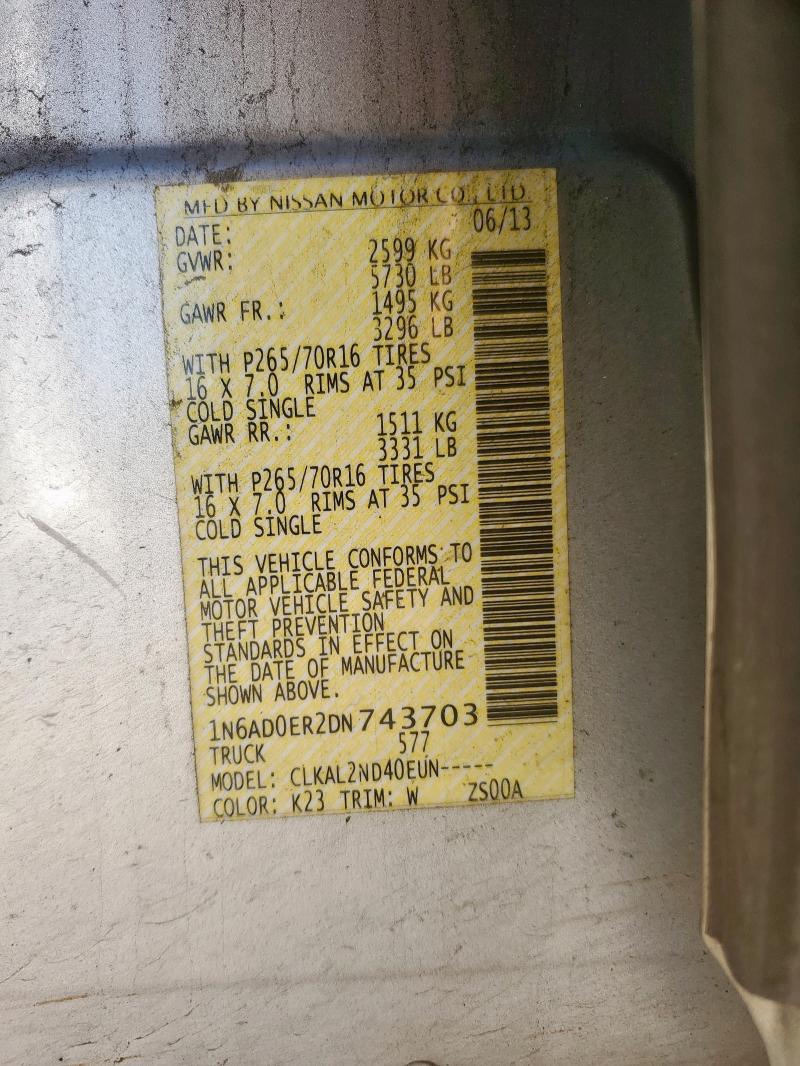 MFD BY NISSAN MOTOR CO., LTD.
DATE: 06/13
GVWR: 2599 KG
5730 LB
GAWR FR.: 1495 KG
3296 LB
WITH P265/70R16 TIRES
16 X 7.0 RIMS AT 35 PSI
COLD SINGLE
GAWR RR.: 1511 KG
3331 LB
WITH P265/70R16 TIRES
16 X 7.0 RIMS AT 35 PSI
COLD SINGLE
THIS VEHICLE CONFORMS TO
ALL APPLICABLE FEDERAL
MOTOR VEHICLE SAFETY AND
THEFT PREVENTION
STANDARDS IN EFFECT ON
THE DATE OF MANUFACTURE
SHOWN ABOVE.
1N6AD0ER2DN743703
TRUCK 577
MODEL: CLKAL2ND40EUN-----
COLOR: K23 TRIM: W ZS00A